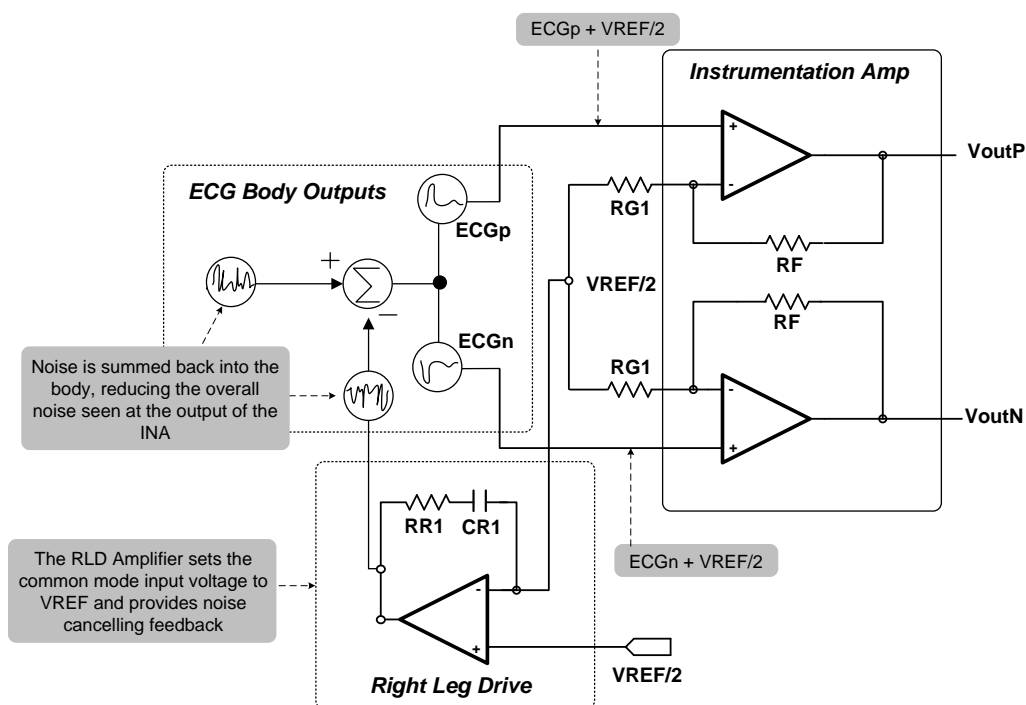 ECGp + VREF/2
Instrumentation Amp
+
-
VoutP
RG1
RF
ECG Body Outputs
ECGp
+
Σ
−
VREF/2
RF
ECGn
RG1
-
+
VoutN
Noise is summed back into the
body, reducing the overall
noise seen at the output of the
INA
RR1
CR1
ECGn + VREF/2
The RLD Amplifier sets the
common mode input voltage to
VREF and provides noise
cancelling feedback
-
+
VREF/2
Right Leg Drive